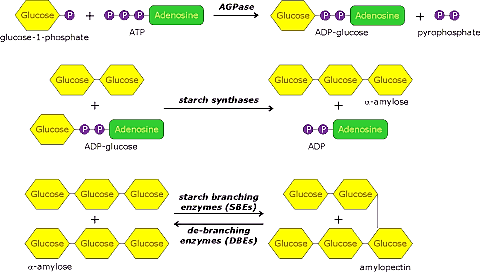 Glucose P + P P P Adenosine AGPase Glucose P P Adenosine + P P
glucose-1-phosphate ATP ADP-glucose pyrophosphate
Glucose Glucose Glucose Glucose Glucose
+ starch synthases + α-amylose
Glucose P P Adenosine P P Adenosine
ADP-glucose ADP
Glucose Glucose Glucose starch branching Glucose Glucose
enzymes (SBEs)
+ +
de-branching
Glucose Glucose Glucose enzymes (DBEs) Glucose Glucose Glucose
α-amylose amylopectin